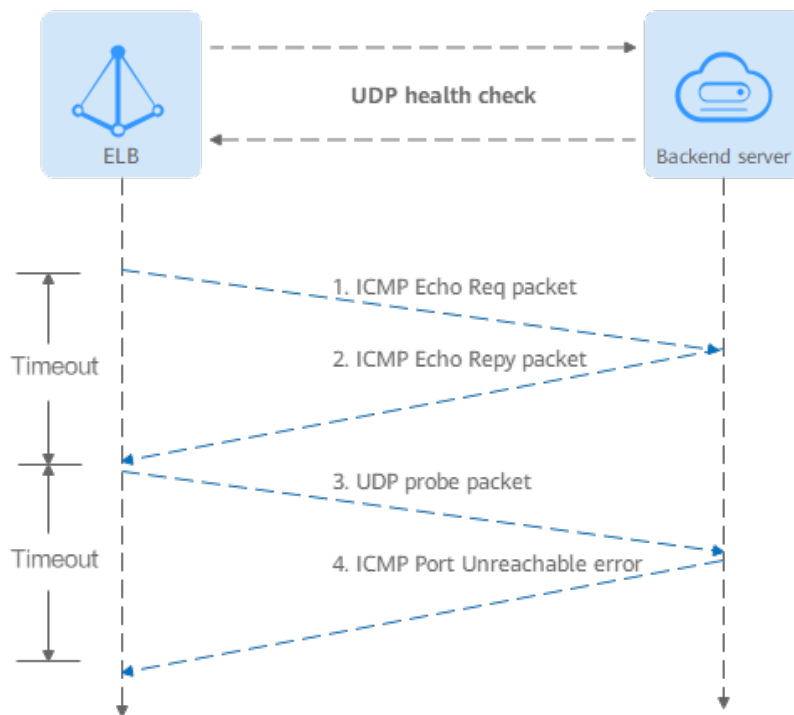 UDP health check
ELB
Backend server
1. ICMP Echo Req packet
Timeout
2. ICMP Echo Repy packet
3. UDP probe packet
Timeout
4. ICMP Port Unreachable error